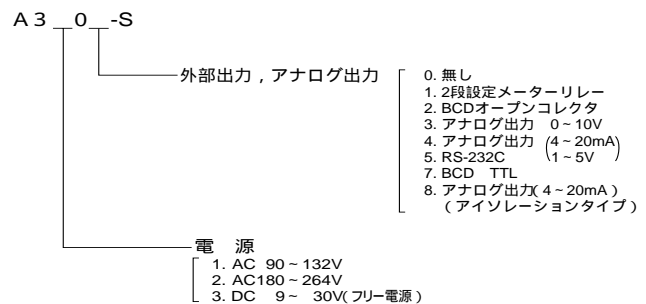 A3__0__-S
外部出力，アナログ出力
0. 無し
1. 2段設定メーターリレー
2. BCDオープンコレクタ
3. アナログ出力　0～10V
4. アナログ出力 (4～20mA)
5. RS-232C (1～5V)
7. BCD　TTL
8. アナログ出力(4～20mA)
(アイソレーションタイプ)
電　源
1. AC 90～132V
2. AC180～264V
3. DC　9～　30V(フリー電源)